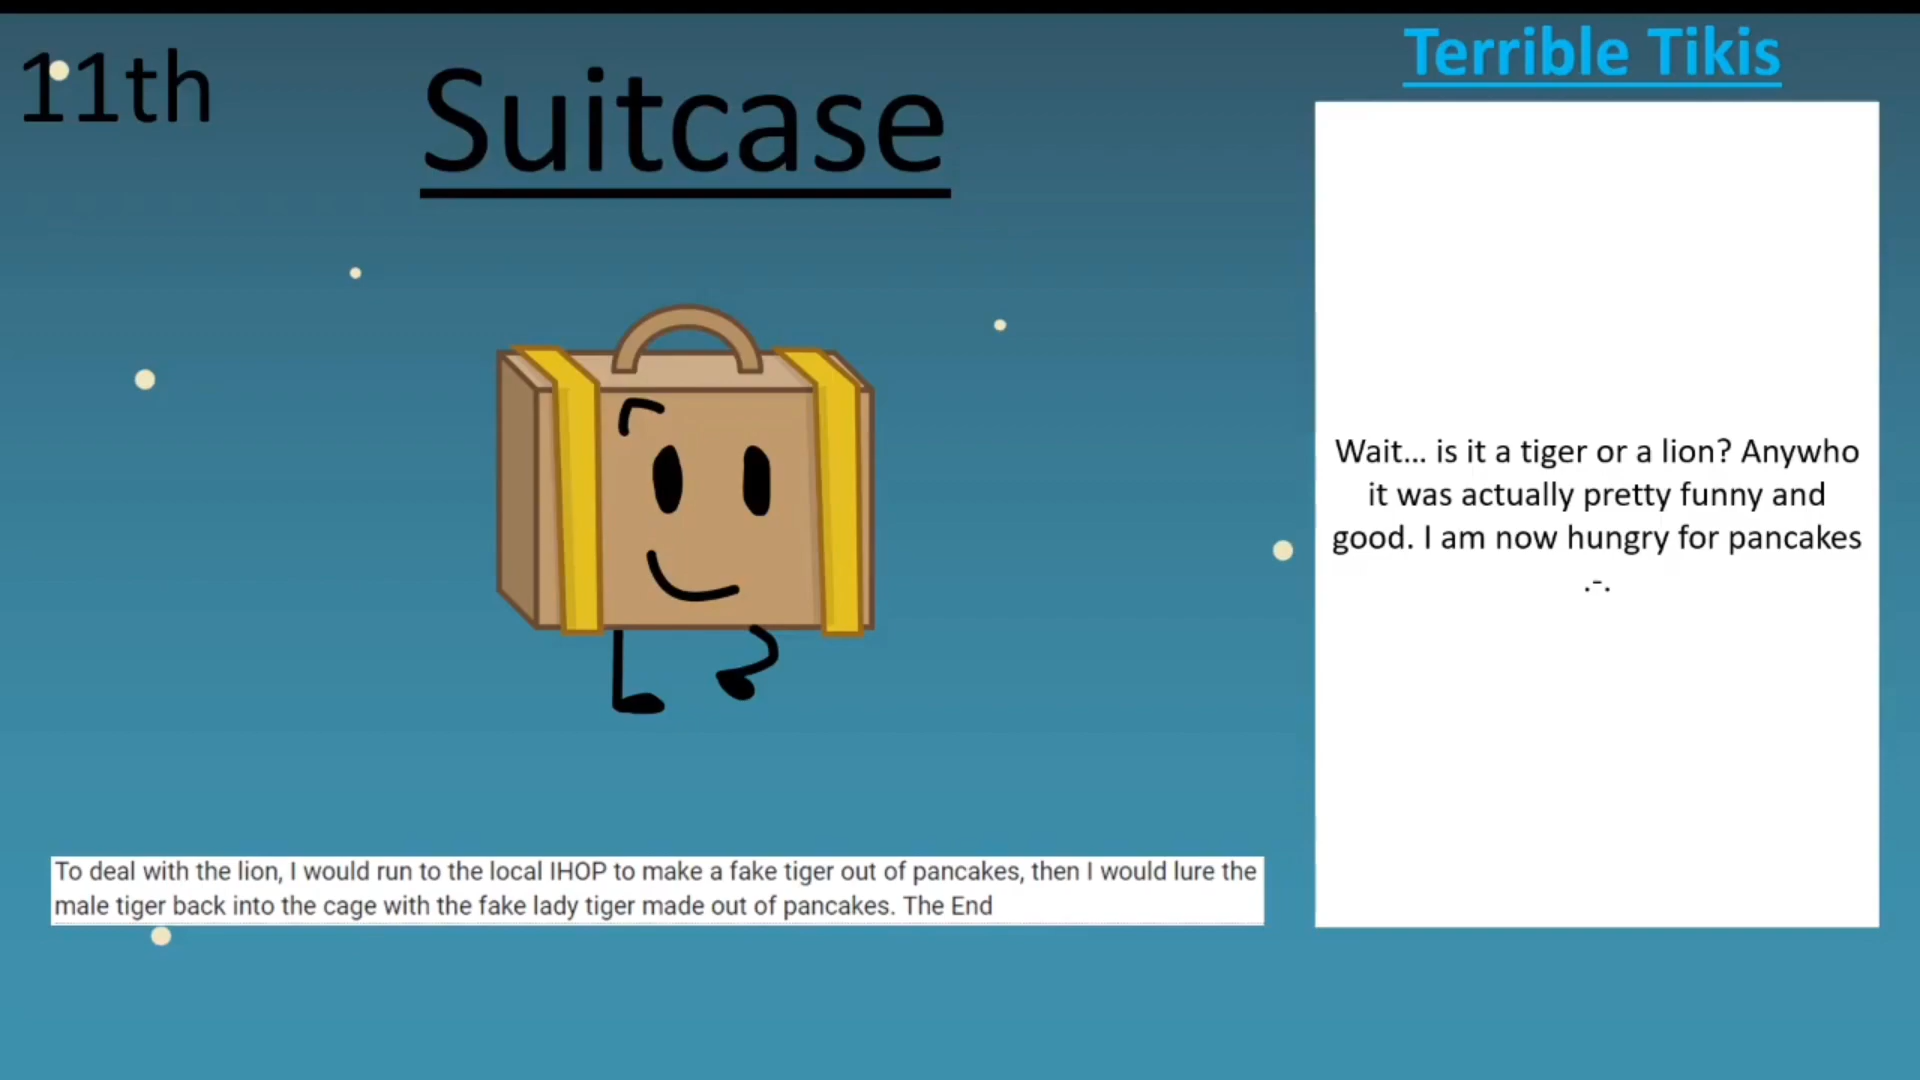 11th
Suitcase
Terrible Tikis
Wait... is it a tiger or a lion? Anywho
it was actually pretty funny and
good. I am now hungry for pancakes
.-.
To deal with the lion, I would run to the local IHOP to make a fake tiger out of pancakes, then I would lure the
male tiger back into the cage with the fake lady tiger made out of pancakes. The End